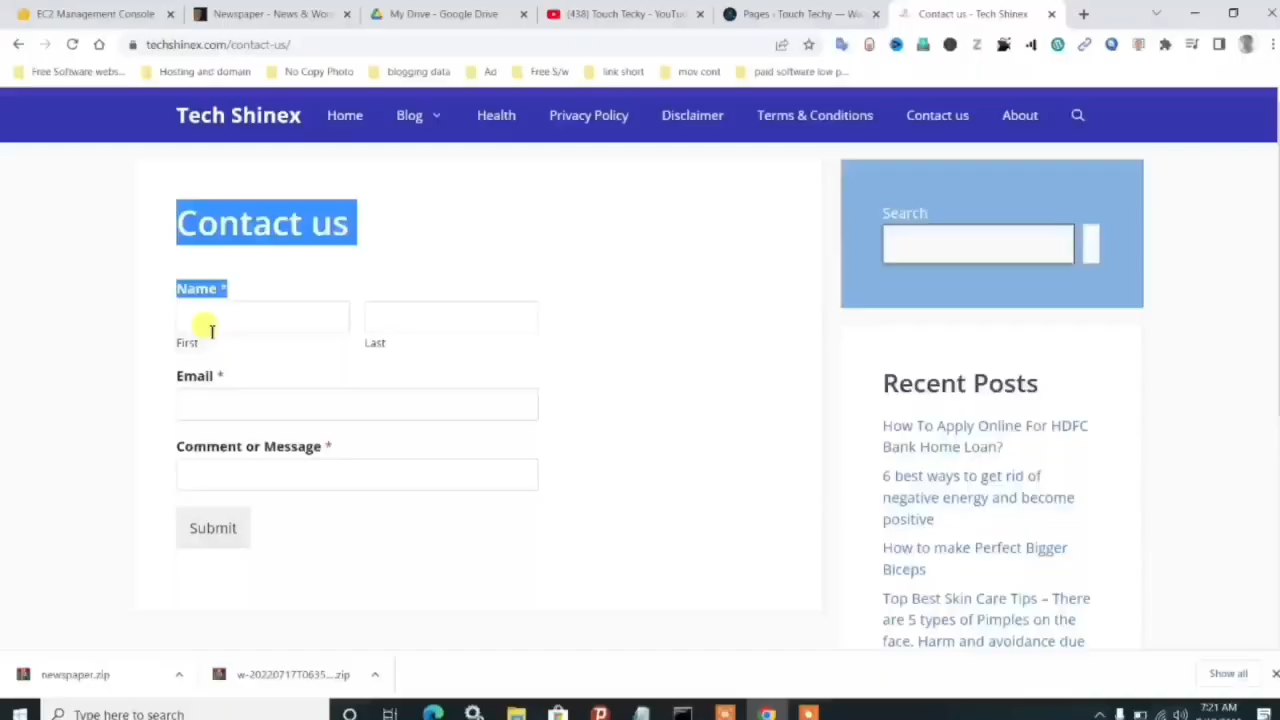 EC2 Management Console
Newspaper - News & Wor
My Drive - Google Drive
(438) Touch Techy - YouTu
Pages ‹ Touch Techy — Wo
Contact us - Tech Shinex
techshinex.com/contact-us/
Free Software webs...
Hosting and domain
No Copy Photo
blogging data
Ad
Free S/w
link short
mov cont
paid software low p...
Tech Shinex
Home
Blog
Health
Privacy Policy
Disclaimer
Terms & Conditions
Contact us
About
Contact us
Name *
First
Last
Email *
Comment or Message *
Submit
Search
Recent Posts
How To Apply Online For HDFC
Bank Home Loan?
6 best ways to get rid of
negative energy and become
positive
How to make Perfect Bigger
Biceps
Top Best Skin Care Tips – There
are 5 types of Pimples on the
face. Harm and avoidance due
newspaper.zip
w-20220717T0635....zip
Show all
Type here to search
7:21 AM